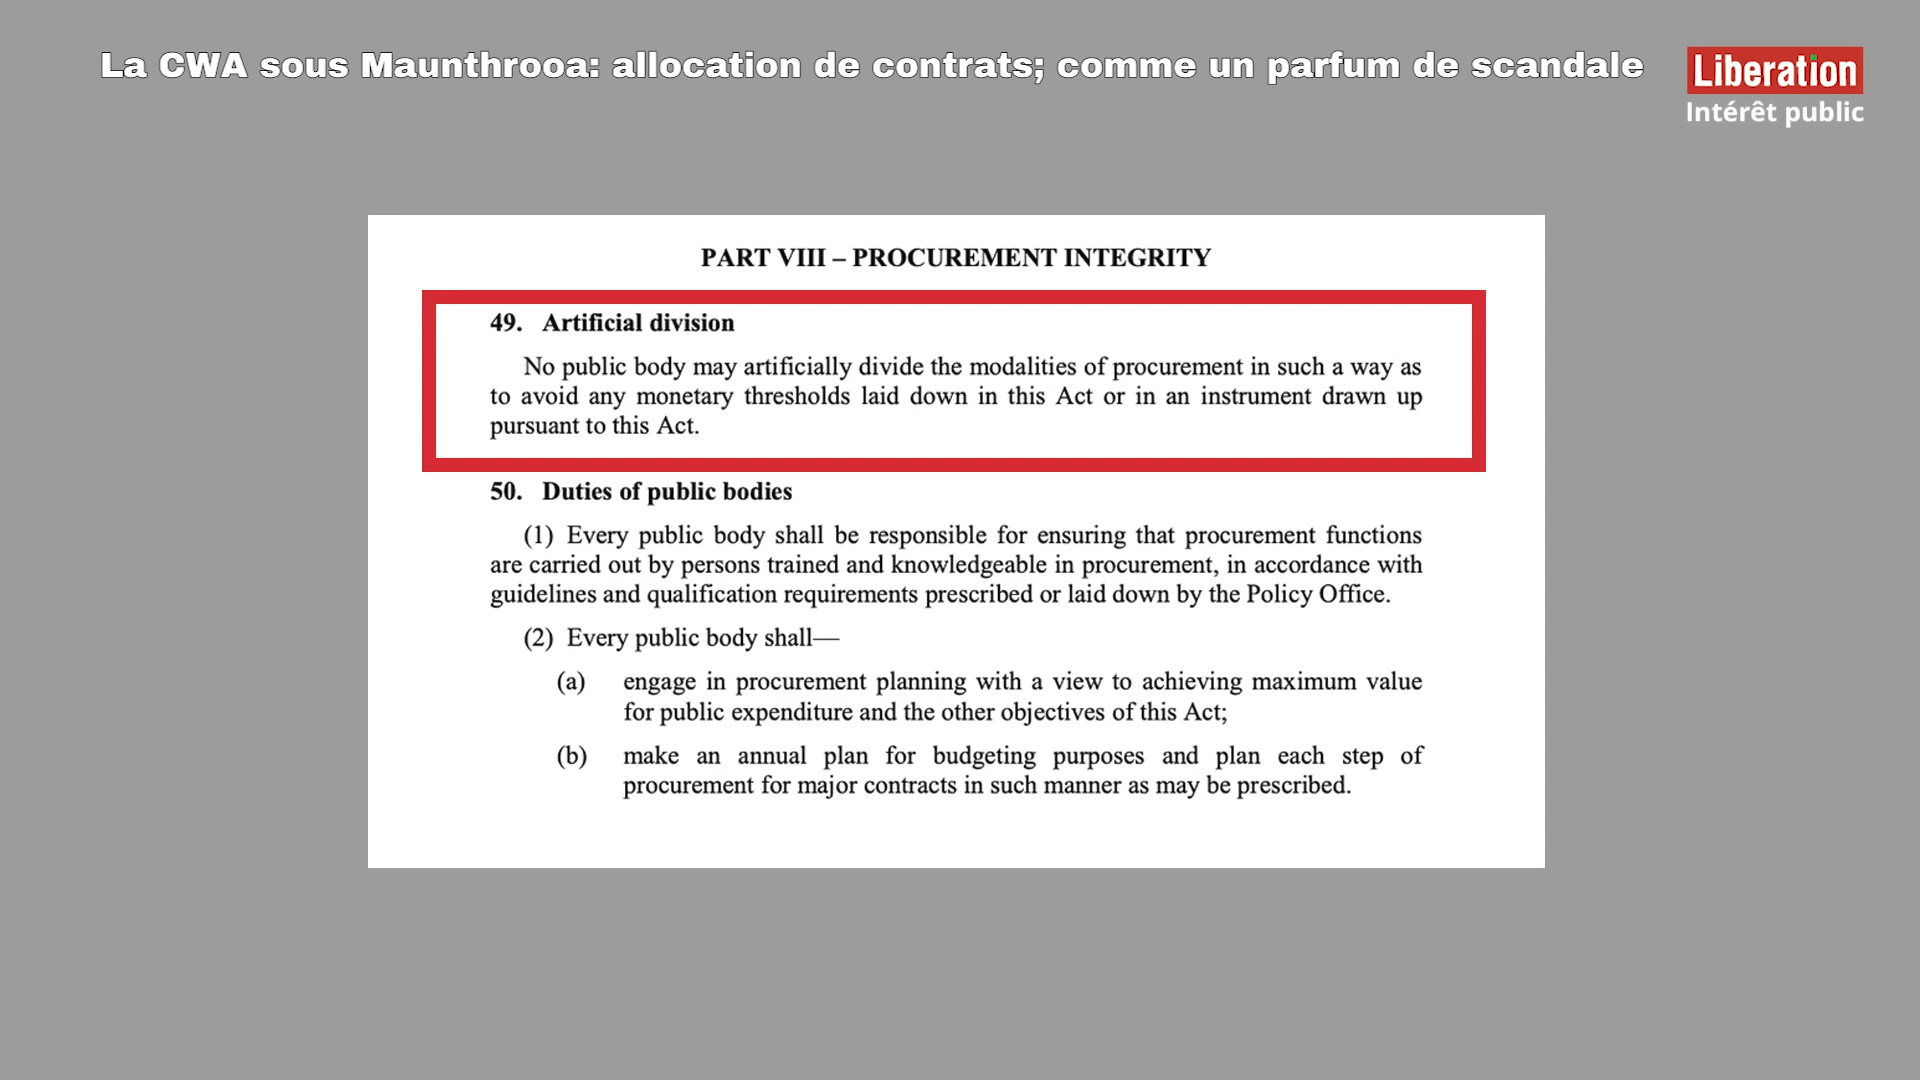 La CWA sous Maunthrooa: allocation de contrats; comme un parfum de scandale
Liberation
Intérêt public
PART VIII – PROCUREMENT INTEGRITY
49. Artificial division
No public body may artificially divide the modalities of procurement in such a way as
to avoid any monetary thresholds laid down in this Act or in an instrument drawn up
pursuant to this Act.
50. Duties of public bodies
(1) Every public body shall be responsible for ensuring that procurement functions
are carried out by persons trained and knowledgeable in procurement, in accordance with
guidelines and qualification requirements prescribed or laid down by the Policy Office.
(2) Every public body shall—
(a) engage in procurement planning with a view to achieving maximum value
for public expenditure and the other objectives of this Act;
(b) make an annual plan for budgeting purposes and plan each step of
procurement for major contracts in such manner as may be prescribed.